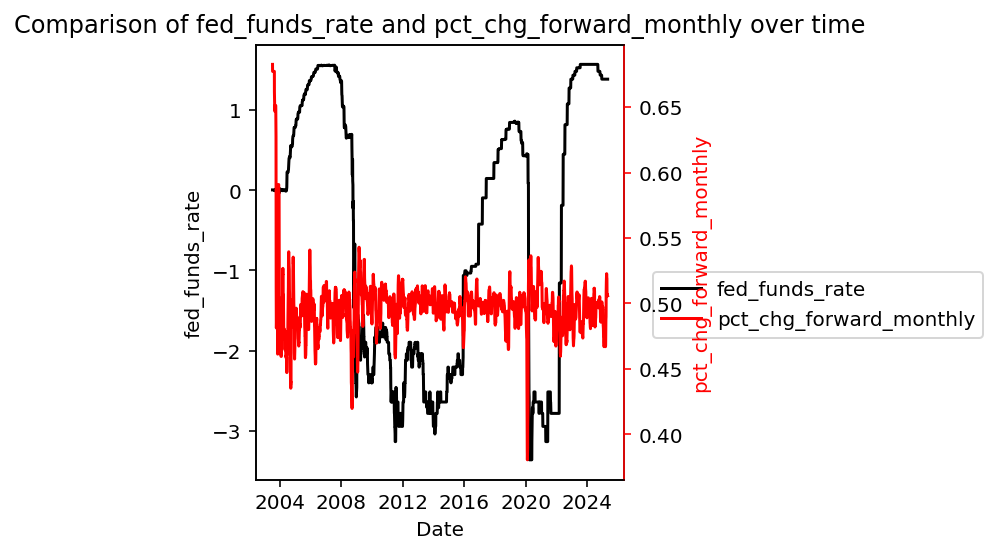 Comparison of fed_funds_rate and pct_chg_forward_monthly over time
fed_funds_rate
1
0
−1
−2
−3
0.65
0.60
0.55
0.50
0.45
0.40
pct_chg_forward_monthly
fed_funds_rate
pct_chg_forward_monthly
2004 2008 2012 2016 2020 2024
Date